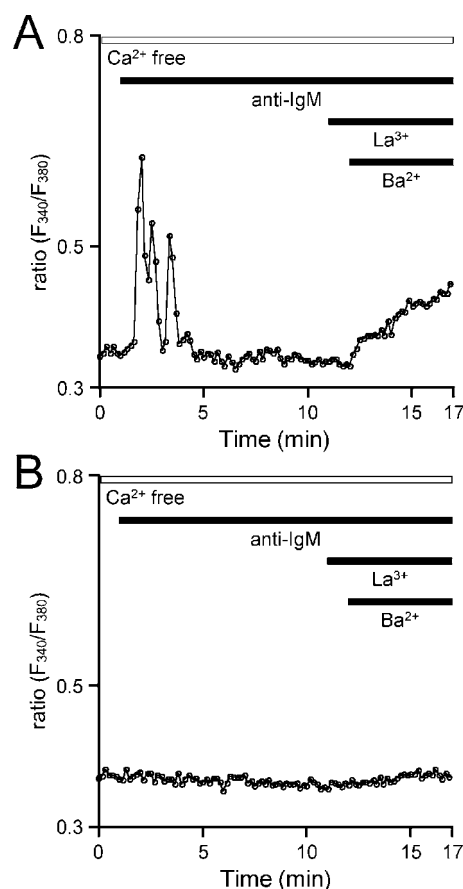 A
0.8
Ca²⁺ free
anti-IgM
La³⁺
Ba²⁺
ratio (F₃₄₀/F₃₈₀)
0.5
0.3
0 5 10 15 17
Time (min)
B
0.8
Ca²⁺ free
anti-IgM
La³⁺
Ba²⁺
ratio (F₃₄₀/F₃₈₀)
0.5
0.3
0 5 10 15 17
Time (min)